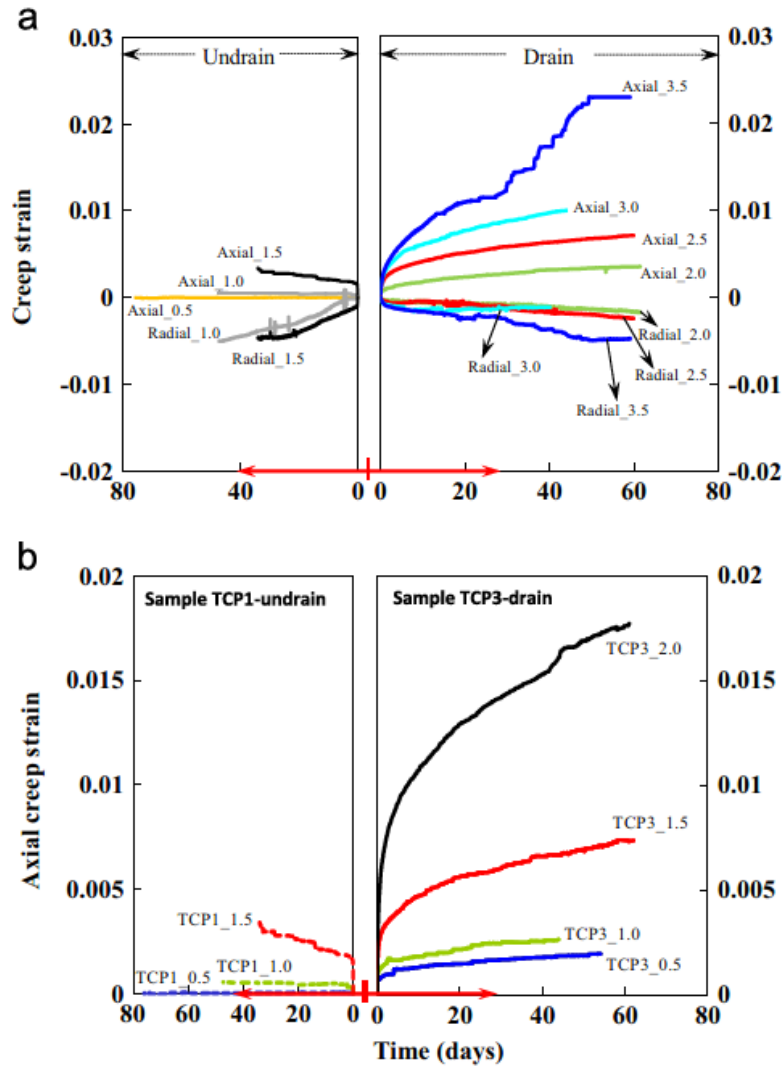 a
0.03
0.03
Undrain
Drain
Axial_3.5
0.02
0.02
Creep strain
0.01
0.01
Axial_3.0
Axial_2.5
Axial_2.0
Axial_1.5
Axial_1.0
0
0
Axial_0.5
Radial_1.0
Radial_1.5
Radial_2.0
Radial_3.0
Radial_2.5
Radial_3.5
-0.01
-0.01
-0.02
-0.02
80
40
0
0
20
40
60
80
b
0.02
0.02
Sample TCP1-undrain
Sample TCP3-drain
TCP3_2.0
0.015
0.015
Axial creep strain
0.01
0.01
TCP3_1.5
0.005
0.005
TCP1_1.5
TCP3_1.0
TCP1_0.5
TCP1_1.0
TCP3_0.5
0
0
80
60
40
20
0
0
20
40
60
80
Time (days)